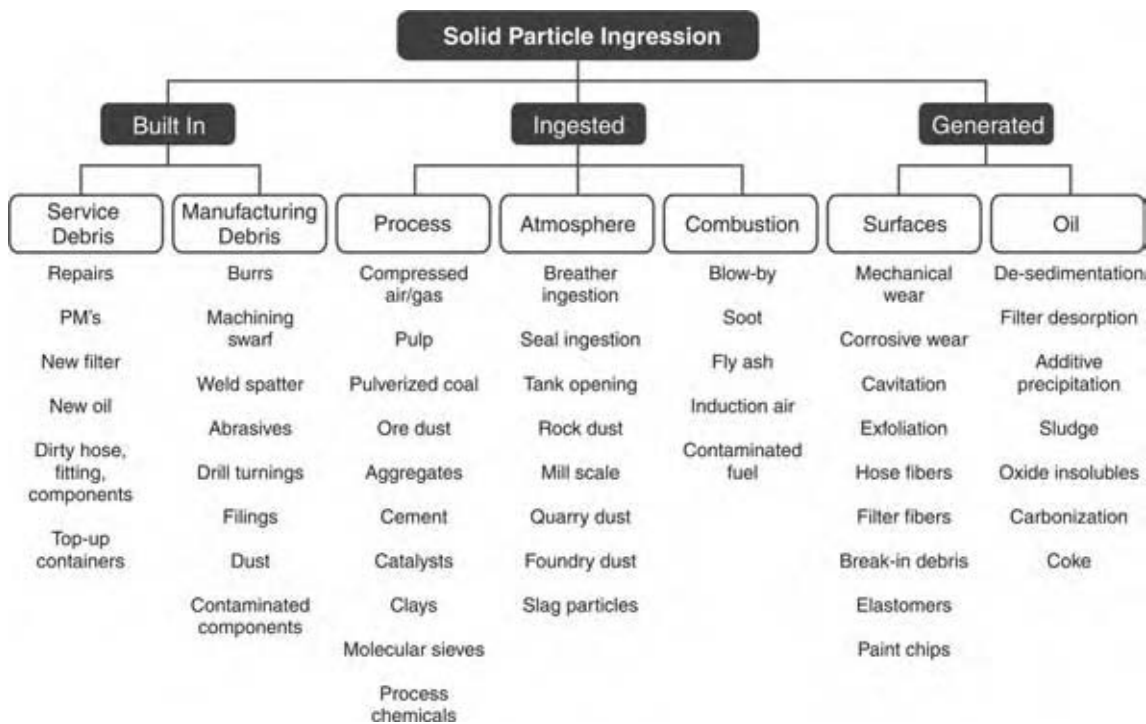 Solid Particle Ingression
Built In
Ingested
Generated
Service
Debris
Manufacturing
Debris
Process
Atmosphere
Combustion
Surfaces
Oil
Repairs
PM's
New filter
New oil
Dirty hose,
fitting,
components
Top-up
containers
Burrs
Machining
swarf
Weld spatter
Abrasives
Drill turnings
Filings
Dust
Contaminated
components
Compressed
air/gas
Pulp
Pulverized coal
Ore dust
Aggregates
Cement
Catalysts
Clays
Molecular sieves
Process
chemicals
Breather
ingestion
Seal ingestion
Tank opening
Rock dust
Mill scale
Quarry dust
Foundry dust
Slag particles
Blow-by
Soot
Fly ash
Induction air
Contaminated
fuel
Mechanical
wear
Corrosive wear
Cavitation
Exfoliation
Hose fibers
Filter fibers
Break-in debris
Elastomers
Paint chips
De-sedimentation
Filter desorption
Additive
precipitation
Sludge
Oxide insolubles
Carbonization
Coke